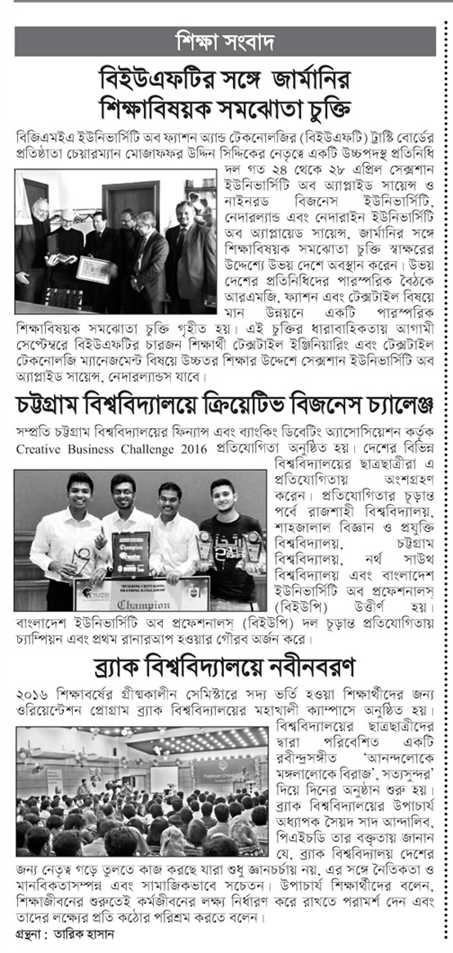 শিক্ষা সংবাদ
বিইউএফটির সঙ্গে জার্মানির
শিক্ষাবিষয়ক সমঝোতা চুক্তি
বিজিএমইএ ইউনিভার্সিটি অব ফ্যাশন অ্যান্ড টেকনোলজির (বিইউএফটি) ট্রাস্টি বোর্ডের
প্রতিষ্ঠাতা চেয়ারম্যান মোজাফফর উদ্দিন সিদ্দিকের নেতৃত্বে একটি উচ্চপদস্থ প্রতিনিধি
দল গত ২৪ থেকে ২৮ এপ্রিল সেক্সশান
ইউনিভার্সিটি অব অ্যাপ্লাইড সায়েন্স ও
নাইনরড বিজনেস ইউনিভার্সিটি,
নেদারল্যান্ড এবং নেদারাইন ইউনিভার্সিটি
অব অ্যাপ্লায়েড সায়েন্স, জার্মানির সঙ্গে
শিক্ষাবিষয়ক সমঝোতা চুক্তি স্বাক্ষরের
উদ্দেশ্যে উভয় দেশে অবস্থান করেন। উভয়
দেশের প্রতিনিধিদের পারস্পরিক বৈঠকে
আরএমজি, ফ্যাশন এবং টেক্সটাইল বিষয়ে
মান উন্নয়নে একটি পারস্পরিক
শিক্ষাবিষয়ক সমঝোতা চুক্তি গৃহীত হয়। এই চুক্তির ধারাবাহিকতায় আগামী
সেপ্টেম্বরে বিইউএফটির চারজন শিক্ষার্থী টেক্সটাইল ইঞ্জিনিয়ারিং এবং টেক্সটাইল
টেকনোলজি ম্যানেজমেন্ট বিষয়ে উচ্চতর শিক্ষার উদ্দেশে সেক্সশান ইউনিভার্সিটি অব
অ্যাপ্লাইড সায়েন্স, নেদারল্যান্ডস যাবে।
চট্টগ্রাম বিশ্ববিদ্যালয়ে ক্রিয়েটিভ বিজনেস চ্যালেঞ্জ
সম্প্রতি চট্টগ্রাম বিশ্ববিদ্যালয়ের ফিন্যান্স এবং ব্যাংকিং ডিবেটিং অ্যাসোসিয়েশন কর্তৃক
Creative Business Challenge 2016 প্রতিযোগিতা অনুষ্ঠিত হয়। দেশের বিভিন্ন
বিশ্ববিদ্যালয়ের ছাত্রছাত্রীরা এ
প্রতিযোগিতায় অংশগ্রহণ
করেন। প্রতিযোগিতার চূড়ান্ত
পর্বে রাজশাহী বিশ্ববিদ্যালয়,
শাহজালাল বিজ্ঞান ও প্রযুক্তি
বিশ্ববিদ্যালয়, চট্টগ্রাম
বিশ্ববিদ্যালয়, নর্থ সাউথ
বিশ্ববিদ্যালয় এবং বাংলাদেশ
ইউনিভার্সিটি অব প্রফেশনালস্
(বিইউপি) উত্তীর্ণ হয়।
Champion
বাংলাদেশ ইউনিভার্সিটি অব প্রফেশনালস্ (বিইউপি) দল চূড়ান্ত প্রতিযোগিতায়
চ্যাম্পিয়ন এবং প্রথম রানারআপ হওয়ার গৌরব অর্জন করে।
ব্র্যাক বিশ্ববিদ্যালয়ে নবীনবরণ
২০১৬ শিক্ষাবর্ষের গ্রীষ্মকালীন সেমিস্টারে সদ্য ভর্তি হওয়া শিক্ষার্থীদের জন্য
ওরিয়েন্টেশন প্রোগ্রাম ব্র্যাক বিশ্ববিদ্যালয়ের মহাখালী ক্যাম্পাসে অনুষ্ঠিত হয়।
বিশ্ববিদ্যালয়ের ছাত্রছাত্রীদের
দ্বারা পরিবেশিত একটি
রবীন্দ্রসঙ্গীত ‘আনন্দলোকে
মঙ্গলালোকে বিরাজ’, সত্যসুন্দর’
দিয়ে দিনের অনুষ্ঠান শুরু হয়।
ব্র্যাক বিশ্ববিদ্যালয়ের উপাচার্য
অধ্যাপক সৈয়দ সাদ আন্দালিব,
পিএইচডি তার বক্তৃতায় জানান
যে, ব্র্যাক বিশ্ববিদ্যালয় দেশের
জন্য নেতৃত্ব গড়ে তুলতে কাজ করছে যারা শুধু জ্ঞানচর্চায় নয়, এর সঙ্গে নৈতিকতা ও
মানবিকতাসম্পন্ন এবং সামাজিকভাবে সচেতন। উপাচার্য শিক্ষার্থীদের বলেন,
শিক্ষাজীবনের শুরুতেই কর্মজীবনের লক্ষ্য নির্ধারণ করে রাখতে পরামর্শ দেন এবং
তাদের লক্ষ্যের প্রতি কঠোর পরিশ্রম করতে বলেন।
গ্রন্থনা : তারিক হাসান